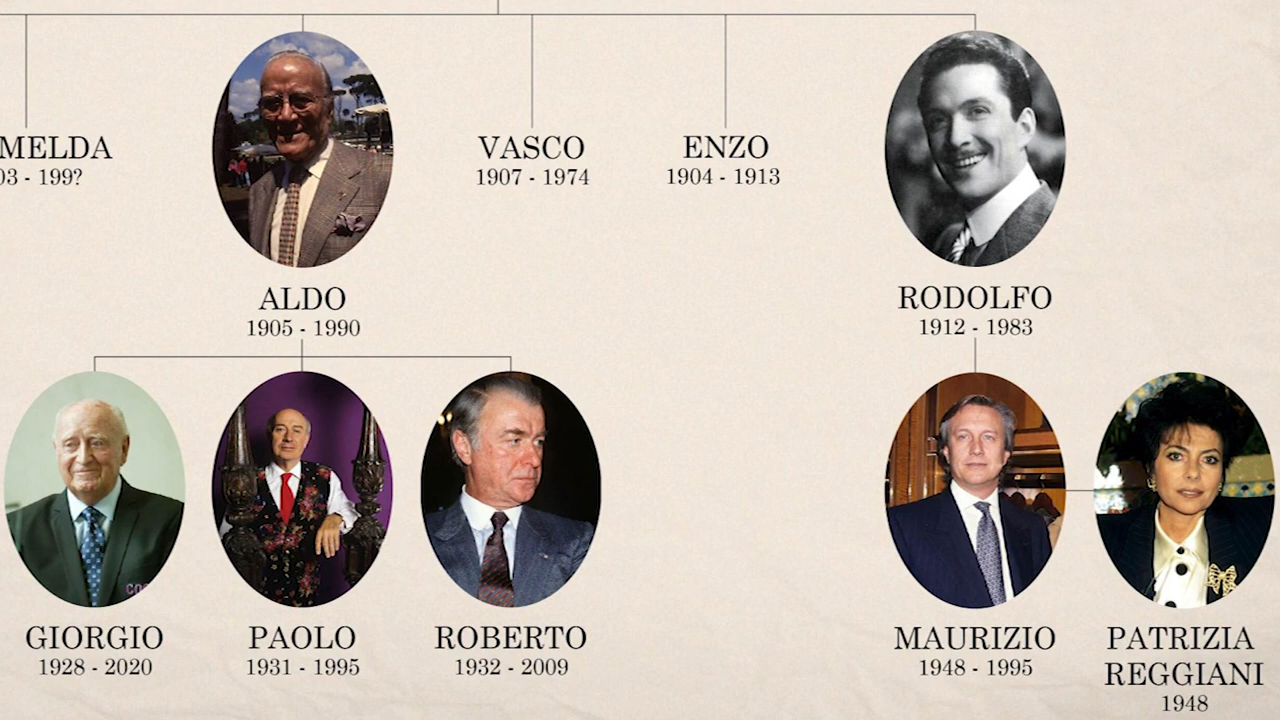 MELDA
03 - 199?
ALDO
1905 - 1990
VASCO
1907 - 1974
ENZO
1904 - 1913
RODOLFO
1912 - 1983
GIORGIO
1928 - 2020
PAOLO
1931 - 1995
ROBERTO
1932 - 2009
MAURIZIO
1948 - 1995
PATRIZIA
REGGIANI
1948